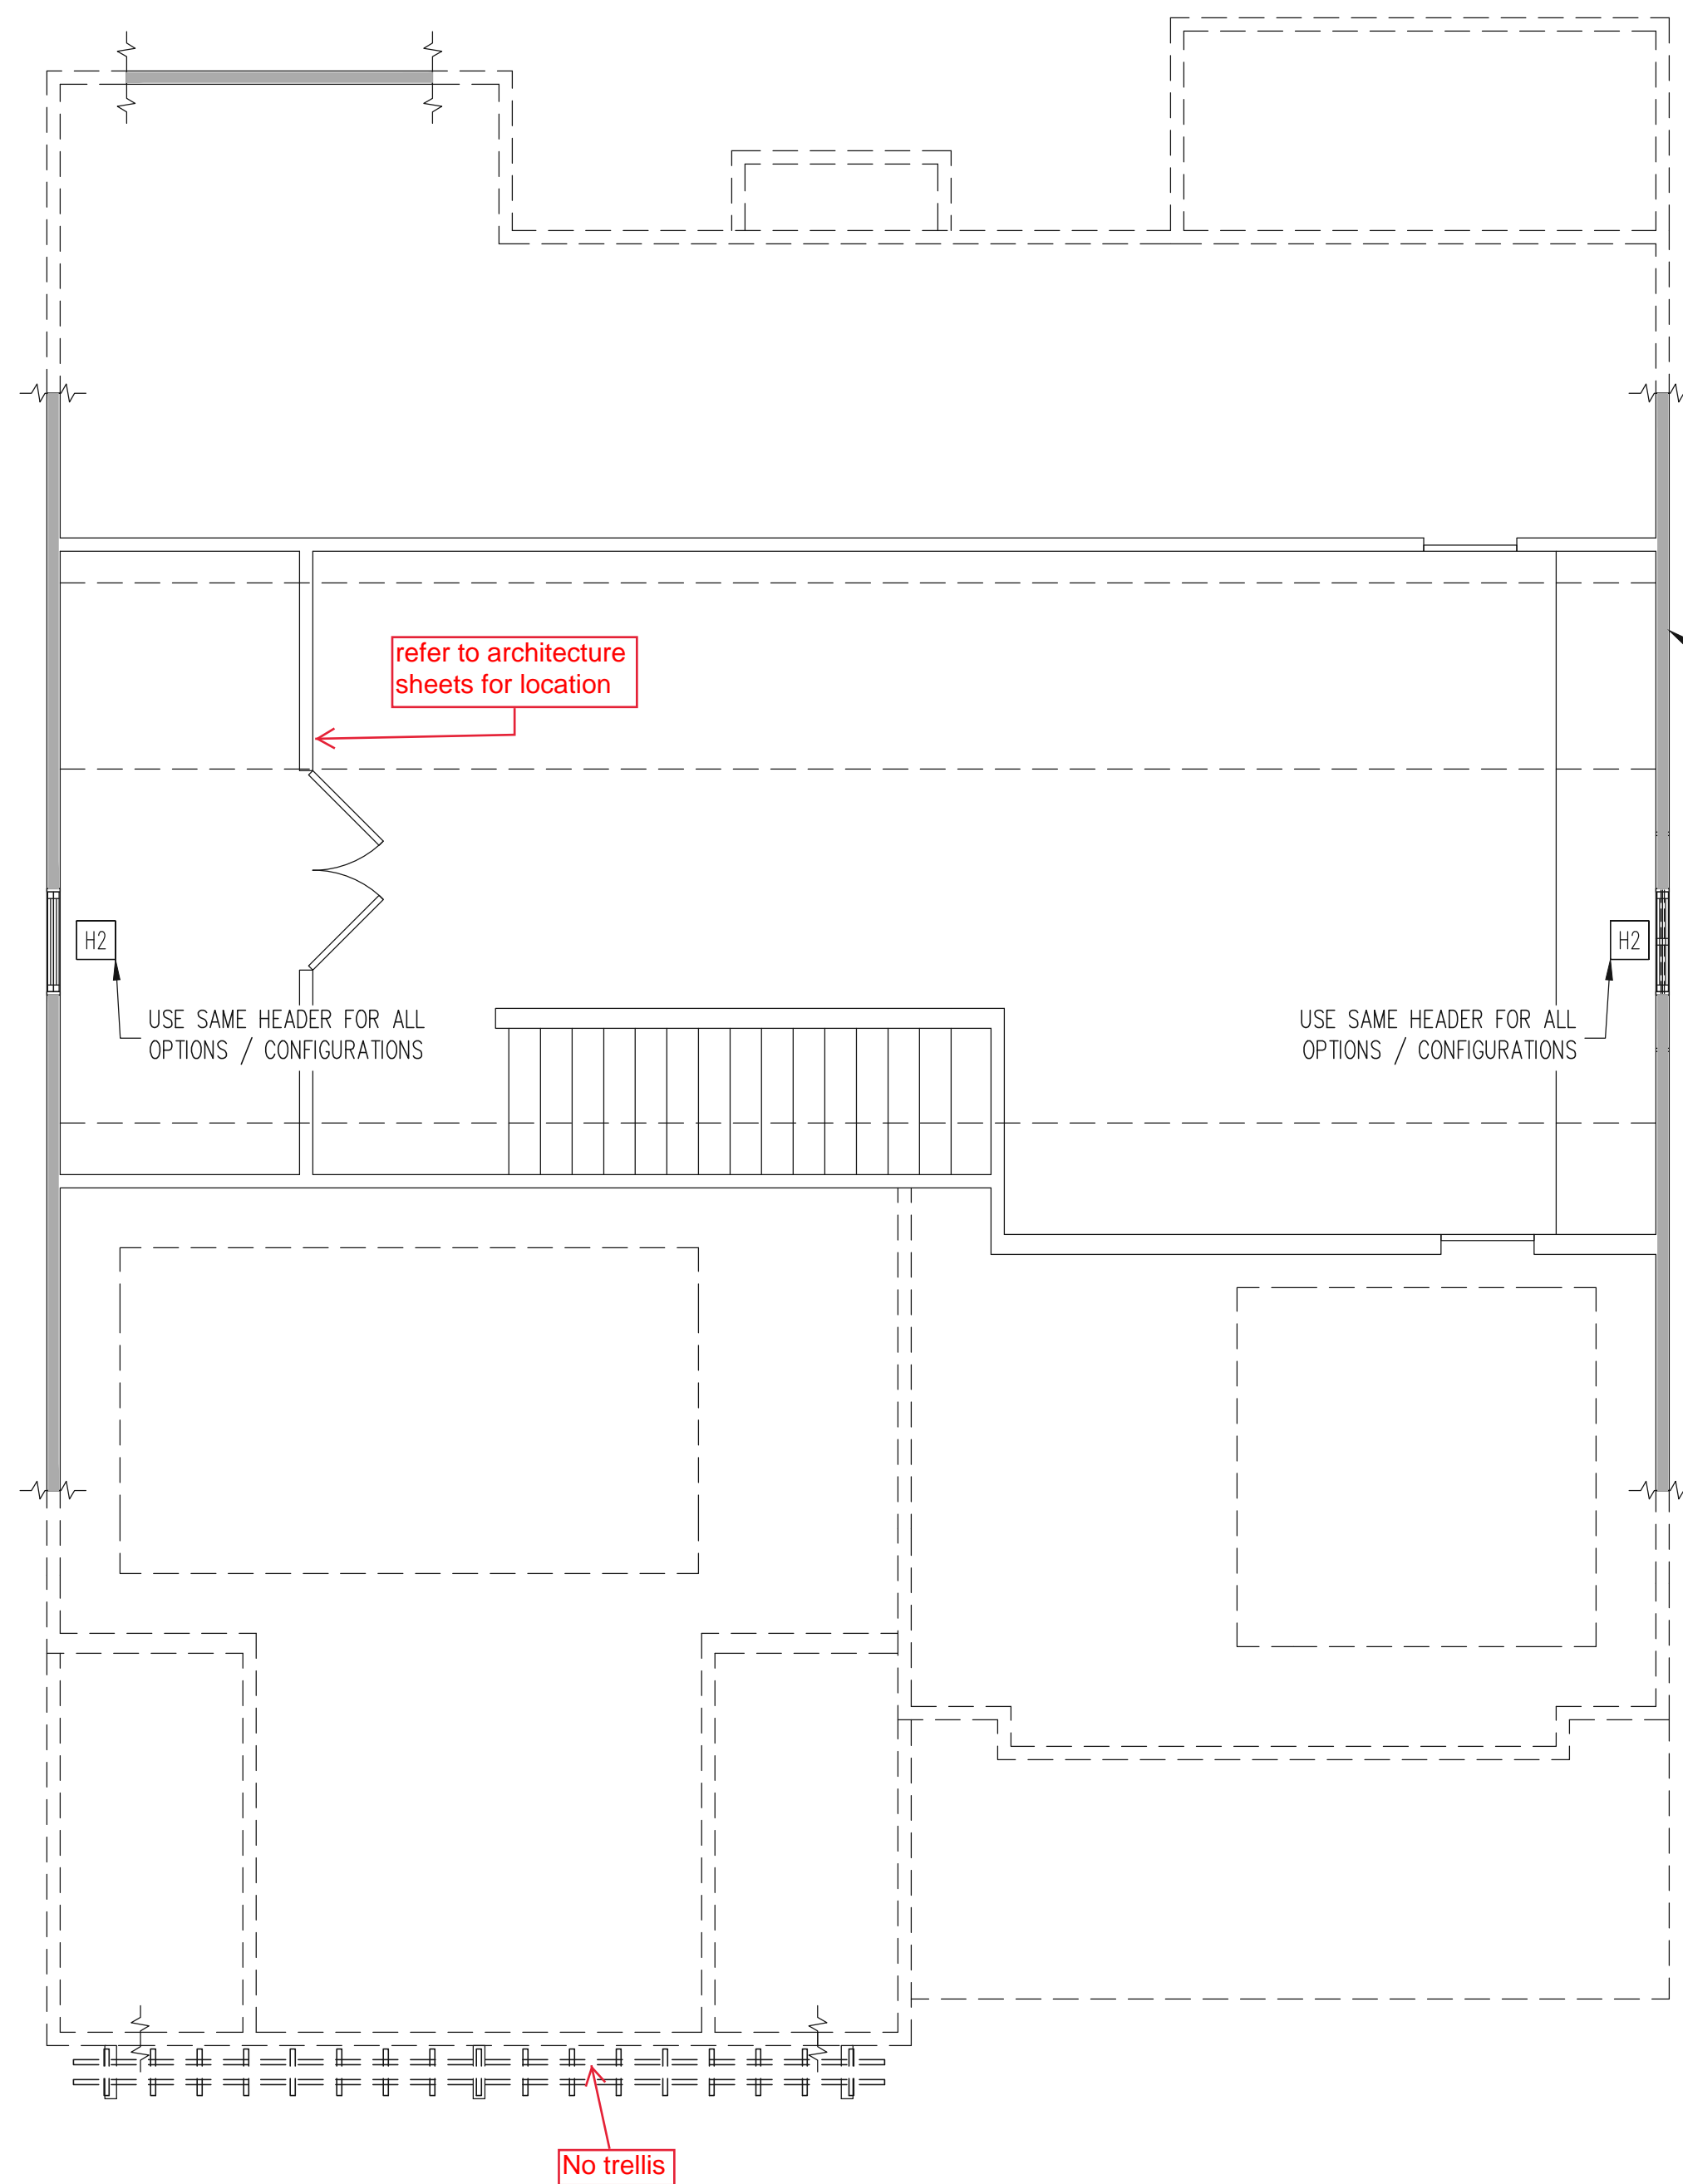 refer to architecture
sheets for location
H2
H2
USE SAME HEADER FOR ALL
OPTIONS / CONFIGURATIONS
USE SAME HEADER FOR ALL
OPTIONS / CONFIGURATIONS
No trellis